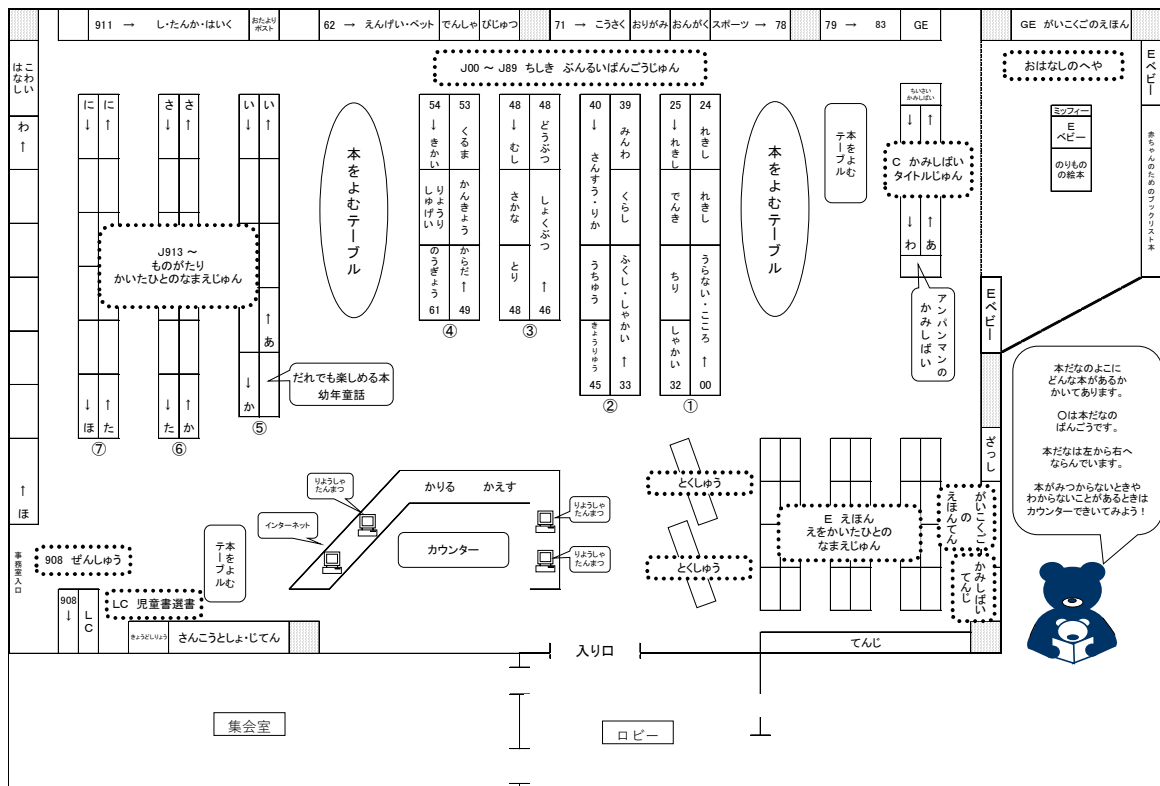 911 → し・たんか・はいく
おたより
ポスト
62 → えんげい・ペット
でんしゃ
びじゅつ
71 → こうさく
おりがみ
おんがく
スポーツ → 78
79 → 83
GE
GE がいこくごのえほん
J00 ～ J89 ちしき ぶんるいばんごうじゅん
おはなしのへや
こわい
はなし
わ ↑
↑ ほ
に ↓
に ↑
↓ ほ
↑ た
⑦
さ ↓
さ ↑
↓ た
↑ か
⑥
い ↓
い ↑
↑ あ
↓ か
⑤
J913～
ものがたり
かいたひとのなまえじゅん
だれでも楽しめる本
幼年童話
本をよむテーブル
54 ↓ きかい
りょうり
しゅげい
のうぎょう 61
53 くるま
かんきょう
からだ ↑ 49
④
48 ↓ むし
さかな
とり 48
48 どうぶつ
しょくぶつ
↑ 46
③
40 ↓ さんすう・りか
うちゅう
きょうりゅう 45
39 みんわ
くらし
ふくし・しゃかい ↑ 33
②
25 ↓ れきし
でんき
ちり
しゃかい 32
24 れきし
れきし
うらない・こころ ↑ 00
①
本をよむテーブル
本をよむ
テーブル
ちいさい
かみしばい
↓ ↑
C かみしばい
タイトルじゅん
↓ わ
↑ あ
アンパンマンの
かみしばい
ミッフィー
E
ベビー
のりもの
の絵本
Eベビー
赤ちゃんのためのブックリスト本
Eベビー
ざっし
本だなのよこに
どんな本があるか
かいてあります。
○は本だなの
ばんごうです。
本だなは左から右へ
ならんでいます。
本がみつからないときや
わからないことがあるときは
カウンターできいてみよう！
かりる かえす
りようしゃ
たんまつ
インターネット
カウンター
りようしゃ
たんまつ
りようしゃ
たんまつ
とくしゅう
とくしゅう
E えほん
えをかいたひとの
なまえじゅん
がいこくご
の
えほんてん
かみしばい
てんじ
事務室入口
908 ぜんしゅう
908 ↓
LC
LC 児童書選書
本をよむ
テーブル
きょうどしりょう
さんこうとしょ・じてん
入り口
てんじ
集会室
ロビー